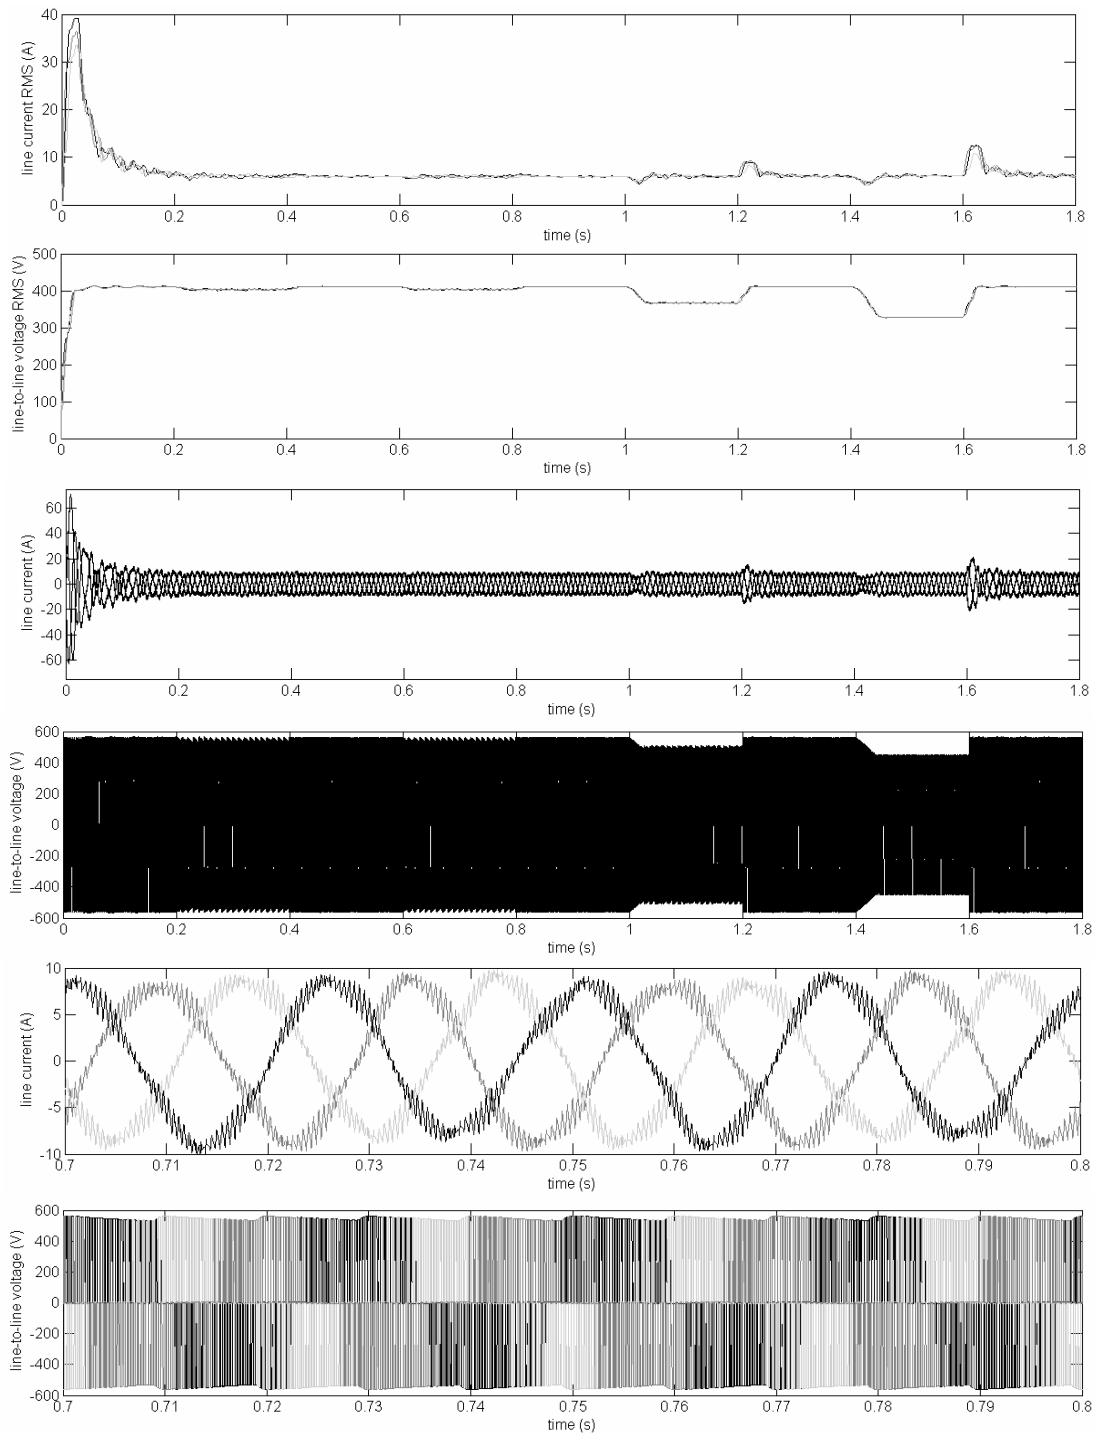 line current RMS (A)
40
30
20
10
0
0 0.2 0.4 0.6 0.8 1 1.2 1.4 1.6 1.8
time (s)
line-to-line voltage RMS (V)
500
400
300
200
100
0
0 0.2 0.4 0.6 0.8 1 1.2 1.4 1.6 1.8
time (s)
line current (A)
60
40
20
0
-20
-40
-60
0 0.2 0.4 0.6 0.8 1 1.2 1.4 1.6 1.8
time (s)
line-to-line voltage (V)
600
400
200
0
-200
-400
-600
0 0.2 0.4 0.6 0.8 1 1.2 1.4 1.6 1.8
time (s)
line current (A)
10
5
0
-5
-10
0.7 0.71 0.72 0.73 0.74 0.75 0.76 0.77 0.78 0.79 0.8
time (s)
line-to-line voltage (V)
600
400
200
0
-200
-400
-600
0.7 0.71 0.72 0.73 0.74 0.75 0.76 0.77 0.78 0.79 0.8
time (s)